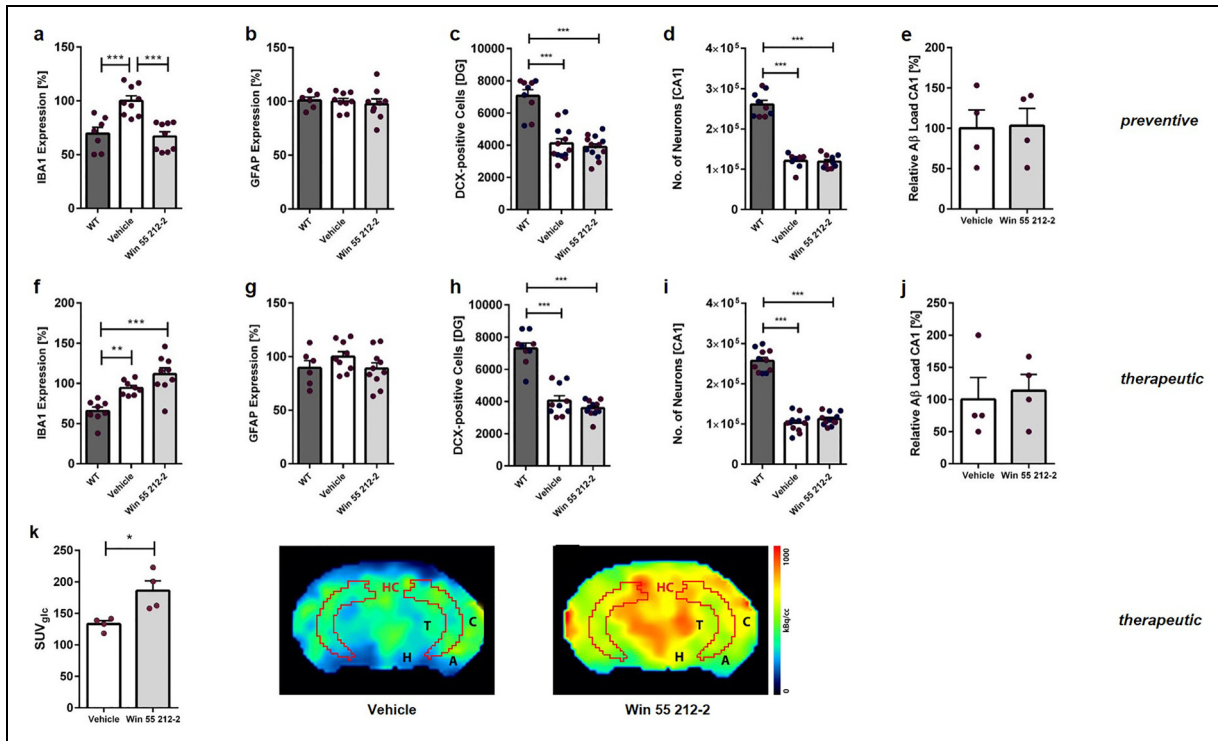 a
IBA1 Expression [%]
150
100
50
0
***
***
WT
Vehicle
Win 55 212-2
b
GFAP Expression [%]
150
100
50
0
WT
Vehicle
Win 55 212-2
c
DCX-positive Cells [DG]
10000
8000
6000
4000
2000
0
***
***
WT
Vehicle
Win 55 212-2
d
No. of Neurons [CA1]
4×10⁵
3×10⁵
2×10⁵
1×10⁵
0
***
***
WT
Vehicle
Win 55 212-2
e
Relative Aβ Load CA1 [%]
200
150
100
50
0
Vehicle Win 55 212-2
preventive
f
IBA1 Expression [%]
150
100
50
0
***
**
WT
Vehicle
Win 55 212-2
g
GFAP Expression [%]
150
100
50
0
WT
Vehicle
Win 55 212-2
h
DCX-positive Cells [DG]
10000
8000
6000
4000
2000
0
***
***
WT
Vehicle
Win 55 212-2
i
No. of Neurons [CA1]
4×10⁵
3×10⁵
2×10⁵
1×10⁵
0
***
***
WT
Vehicle
Win 55 212-2
j
Relative Aβ Load CA1 [%]
250
200
150
100
50
0
Vehicle Win 55 212-2
therapeutic
k
SUVglc
250
200
150
100
50
0
*
Vehicle Win 55 212-2
HC
T
C
H
A
Vehicle
HC
T
C
H
A
Win 55 212-2
1000
kBq/cc
0
therapeutic